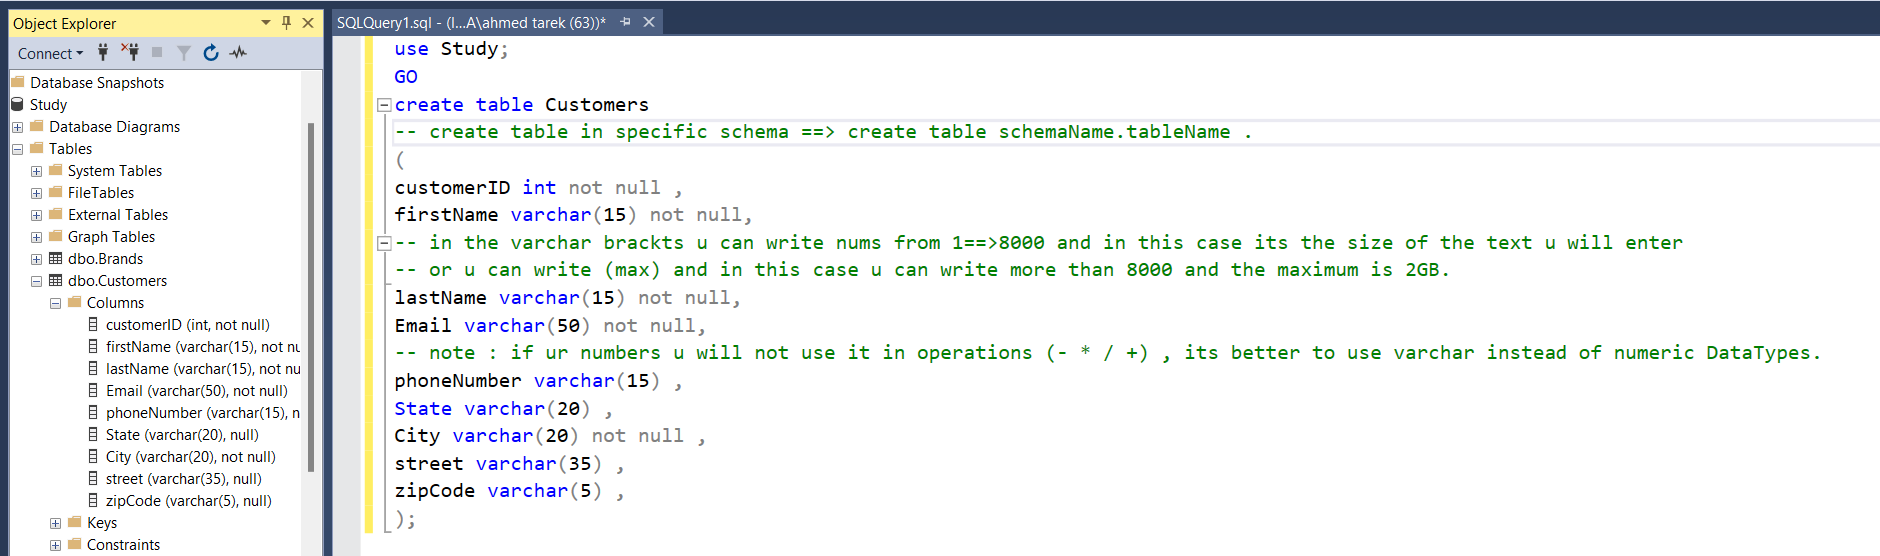 Object Explorer
Connect
Database Snapshots
Study
Database Diagrams
Tables
System Tables
FileTables
External Tables
Graph Tables
dbo.Brands
dbo.Customers
Columns
customerID (int, not null)
firstName (varchar(15), not nu
lastName (varchar(15), not nu
Email (varchar(50), not null)
phoneNumber (varchar(15), n
State (varchar(20), null)
City (varchar(20), not null)
street (varchar(35), null)
zipCode (varchar(5), null)
Keys
Constraints
SQLQuery1.sql - (l...A\ahmed tarek (63))*
use Study;
GO
create table Customers
-- create table in specific schema ==> create table schemaName.tableName .
(
customerID int not null ,
firstName varchar(15) not null,
-- in the varchar brackts u can write nums from 1==>8000 and in this case its the size of the text u will enter
-- or u can write (max) and in this case u can write more than 8000 and the maximum is 2GB.
lastName varchar(15) not null,
Email varchar(50) not null,
-- note : if ur numbers u will not use it in operations (- * / +) , its better to use varchar instead of numeric DataTypes.
phoneNumber varchar(15) ,
State varchar(20) ,
City varchar(20) not null ,
street varchar(35) ,
zipCode varchar(5) ,
);